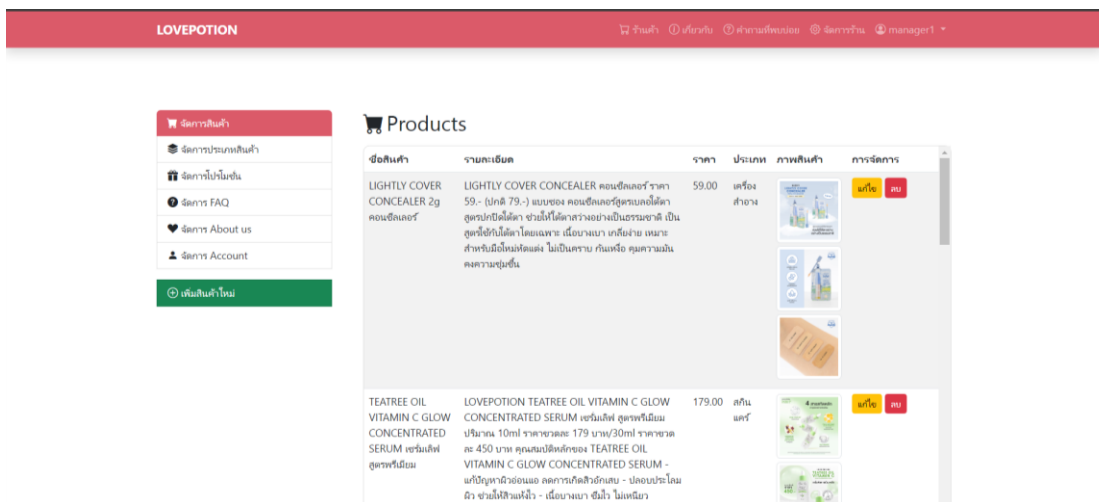 LOVEPOTION
ร้านค้า เกี่ยวกับ คำถามที่พบบ่อย จัดการร้าน manager1
จัดการสินค้า
จัดการประเภทสินค้า
จัดการโปรโมชั่น
จัดการ FAQ
จัดการ About us
จัดการ Account
เพิ่มสินค้าใหม่
Products
ชื่อสินค้า รายละเอียด ราคา ประเภท ภาพสินค้า การจัดการ
LIGHTLY COVER
CONCEALER 2g
คอนซีลเลอร์
LIGHTLY COVER CONCEALER คอนซีลเลอร์ ราคา
59.- (ปกติ 79.-) แบบซอง คอนซีลเลอร์สูตรเบลอใต้ตา
สูตรปกปิดใต้ตา ช่วยให้ใต้ตาสว่างอย่างเป็นธรรมชาติ เป็น
สูตรใช้กับใต้ตาโดยเฉพาะ เนื้อบางเบา เกลี่ยง่าย เหมาะ
สำหรับมือใหม่หัดแต่ง ไม่เป็นคราบ กันเหงื่อ คุมความมัน
คงความชุ่มชื้น
59.00
เครื่อง
สำอาง
แก้ไข ลบ
TEATREE OIL
VITAMIN C GLOW
CONCENTRATED
SERUM เซรั่มเลิฟ
สูตรพรีเมียม
LOVEPOTION TEATREE OIL VITAMIN C GLOW
CONCENTRATED SERUM เซรั่มเลิฟ สูตรพรีเมียม
ปริมาณ 10ml ราคาขวดละ 179 บาท/30ml ราคาขวด
ละ 450 บาท คุณสมบัติหลักของ TEATREE OIL
VITAMIN C GLOW CONCENTRATED SERUM -
แก้ปัญหาผิวอ่อนแอ ลดการเกิดสิวอักเสบ - ปลอบประโลม
ผิว ช่วยให้สิวแห้งไว - เนื้อบางเบา ซึมไว ไม่เหนียว
179.00
สกิน
แคร์
แก้ไข ลบ